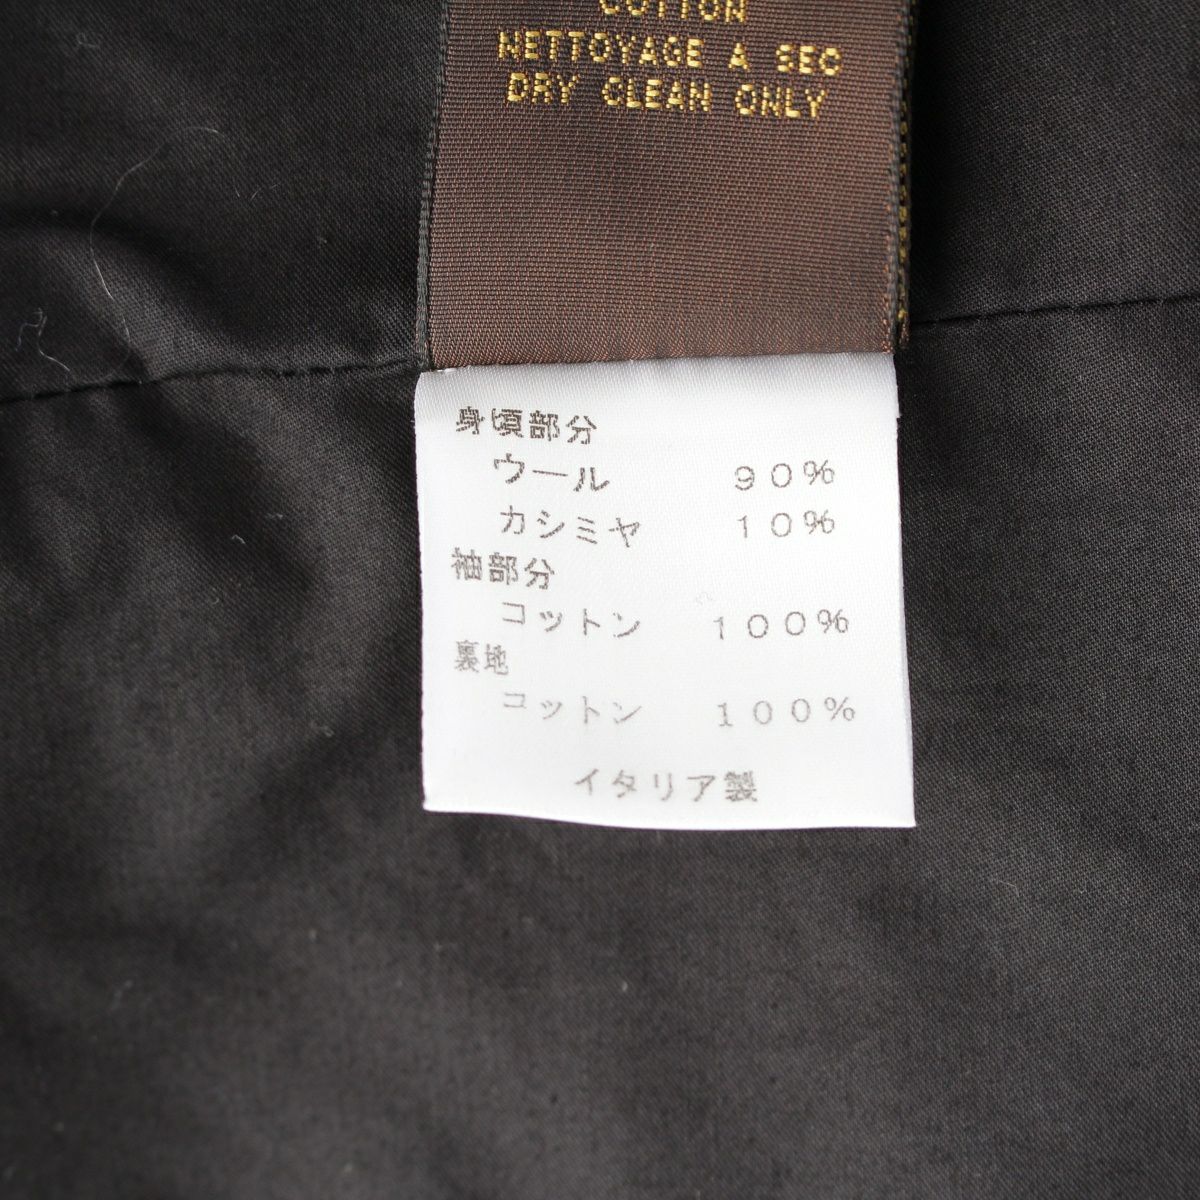 COTTON
NETTOYAGE A SEC
DRY CLEAN ONLY
身頃部分
ウール 90%
カシミヤ 10%
袖部分
コットン 100%
裏地
コットン 100%
イタリア製